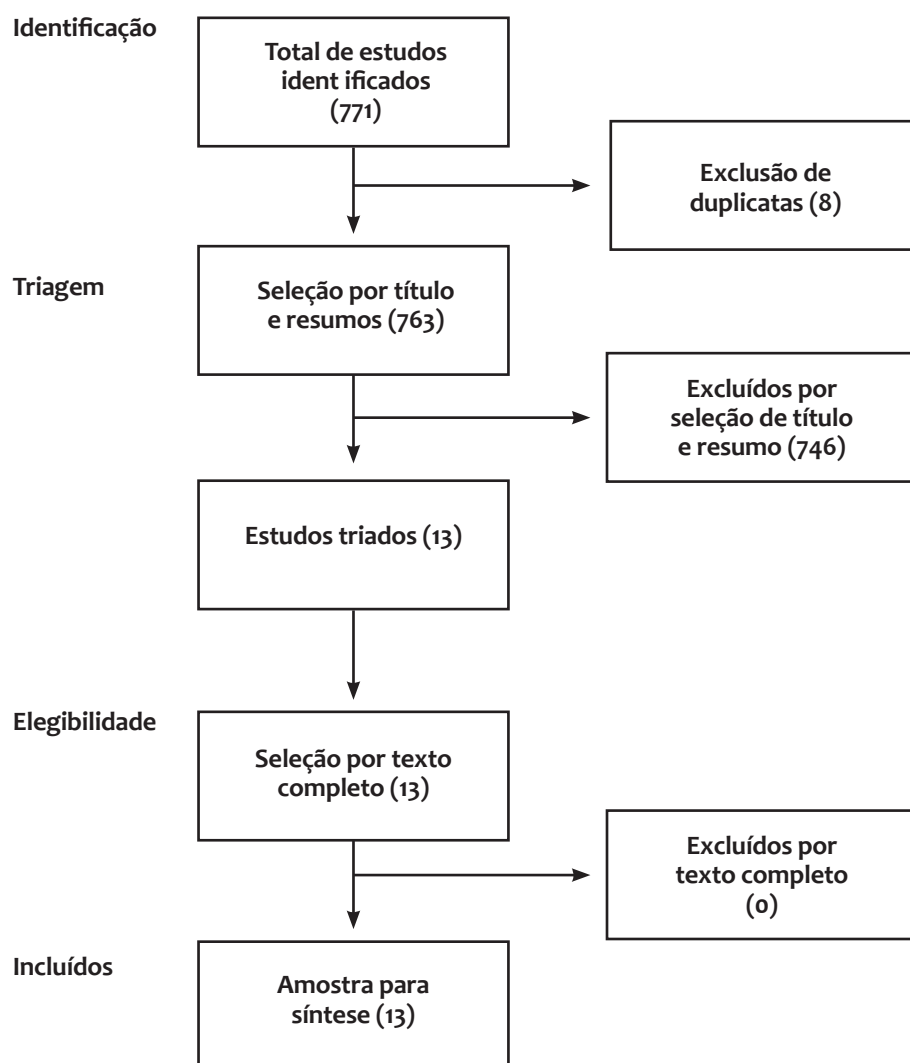 Identificação
Total de estudos
ident ificados
(771)
Exclusão de
duplicatas (8)
Triagem
Seleção por título
e resumos (763)
Excluídos por
seleção de título
e resumo (746)
Estudos triados (13)
Elegibilidade
Seleção por texto
completo (13)
Excluídos por
texto completo
(0)
Incluídos
Amostra para
síntese (13)